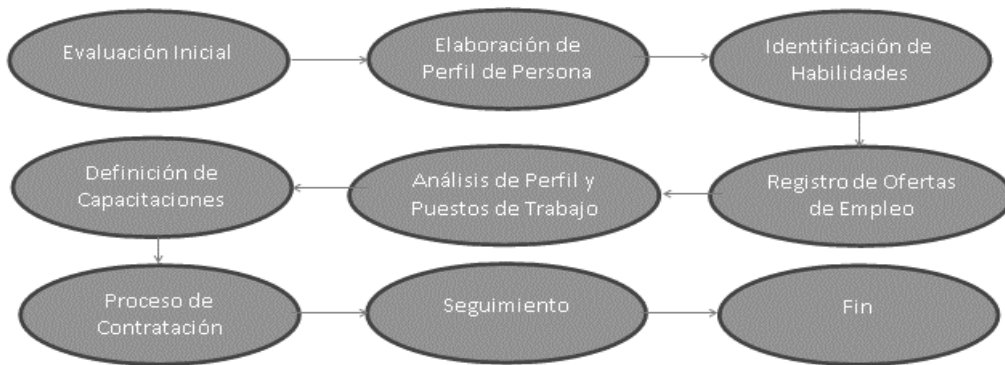 Evaluación Inicial
Elaboración de
Perfil de Persona
Identificación de
Habilidades
Registro de Ofertas
de Empleo
Análisis de Perfil y
Puestos de Trabajo
Definición de
Capacitaciones
Proceso de
Contratación
Seguimiento
Fin